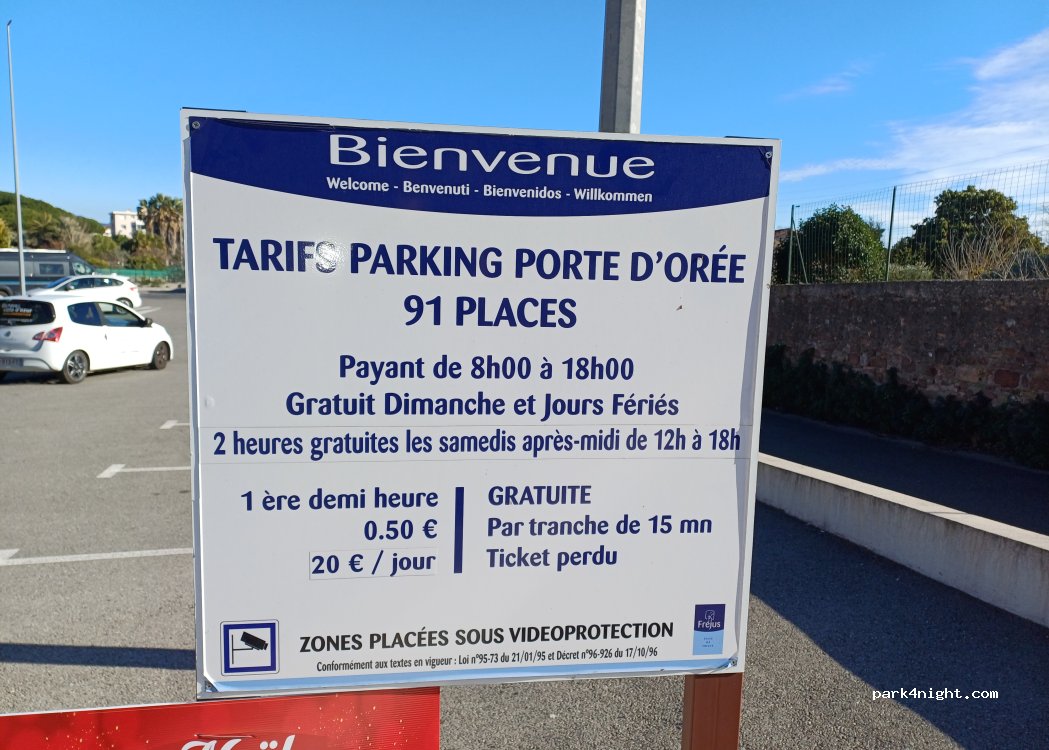 Bienvenue
Welcome - Benvenuti - Bienvenidos - Willkommen
TARIFS PARKING PORTE D'ORÉE
91 PLACES
Payant de 8h00 à 18h00
Gratuit Dimanche et Jours Fériés
2 heures gratuites les samedis après-midi de 12h à 18h
1 ère demi heure GRATUITE
0.50 € Par tranche de 15 mn
20 € / jour Ticket perdu
ZONES PLACÉES SOUS VIDEOPROTECTION
Conformément aux textes en vigueur : Loi n°95-73 du 21/01/95 et Décret n°96-926 du 17/10/96
Fréjus
park4night.com